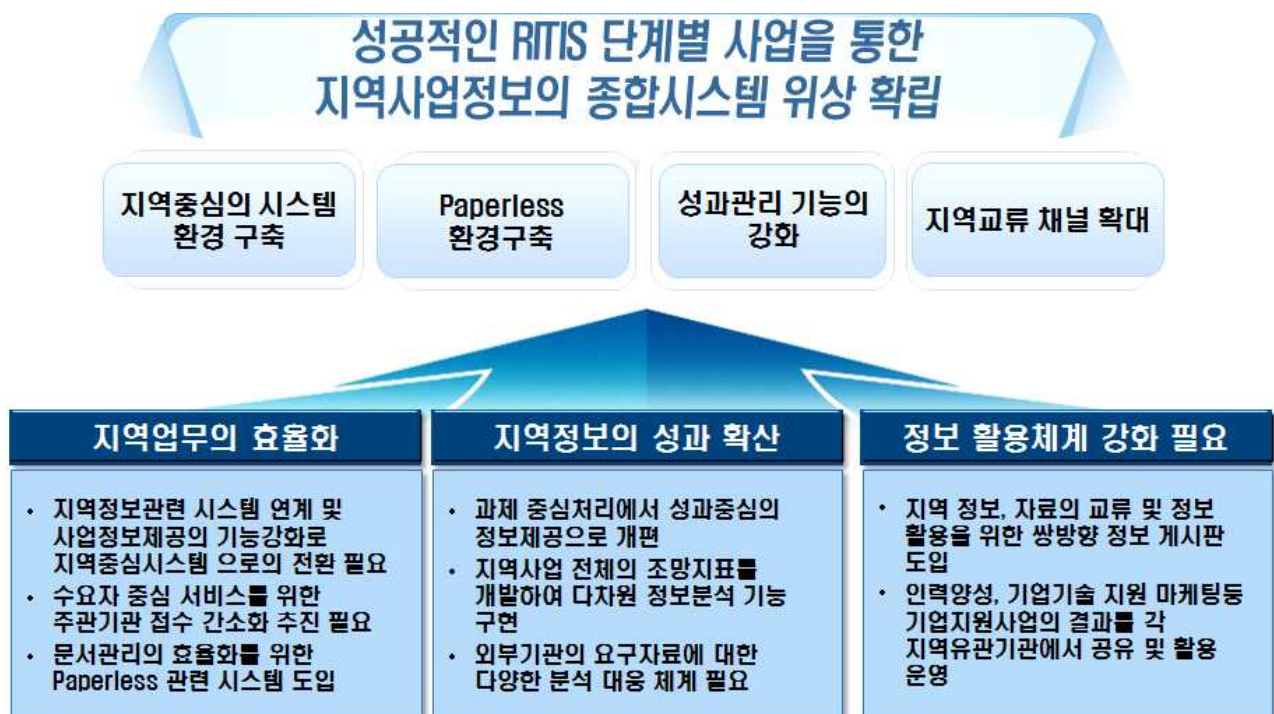 성공적인 RITIS 단계별 사업을 통한
지역사업정보의 종합시스템 위상 확립
지역중심의 시스템
환경 구축
Paperless
환경구축
성과관리 기능의
강화
지역교류 채널 확대
지역업무의 효율화
• 지역정보관련 시스템 연계 및
사업정보제공의 기능강화로
지역중심시스템 으로의 전환 필요
• 수요자 중심 서비스를 위한
주관기관 접수 간소화 추진 필요
• 문서관리의 효율화를 위한
Paperless 관련 시스템 도입
지역정보의 성과 확산
• 과제 중심처리에서 성과중심의
정보제공으로 개편
• 지역사업 전체의 조망지표를
개발하여 다차원 정보분석 기능
구현
• 외부기관의 요구자료에 대한
다양한 분석 대응 체계 필요
정보 활용체계 강화 필요
• 지역 정보, 자료의 교류 및 정보
활용을 위한 쌍방향 정보 게시판
도입
• 인력양성, 기업기술 지원 마케팅등
기업지원사업의 결과를 각
지역유관기관에서 공유 및 활용
운영